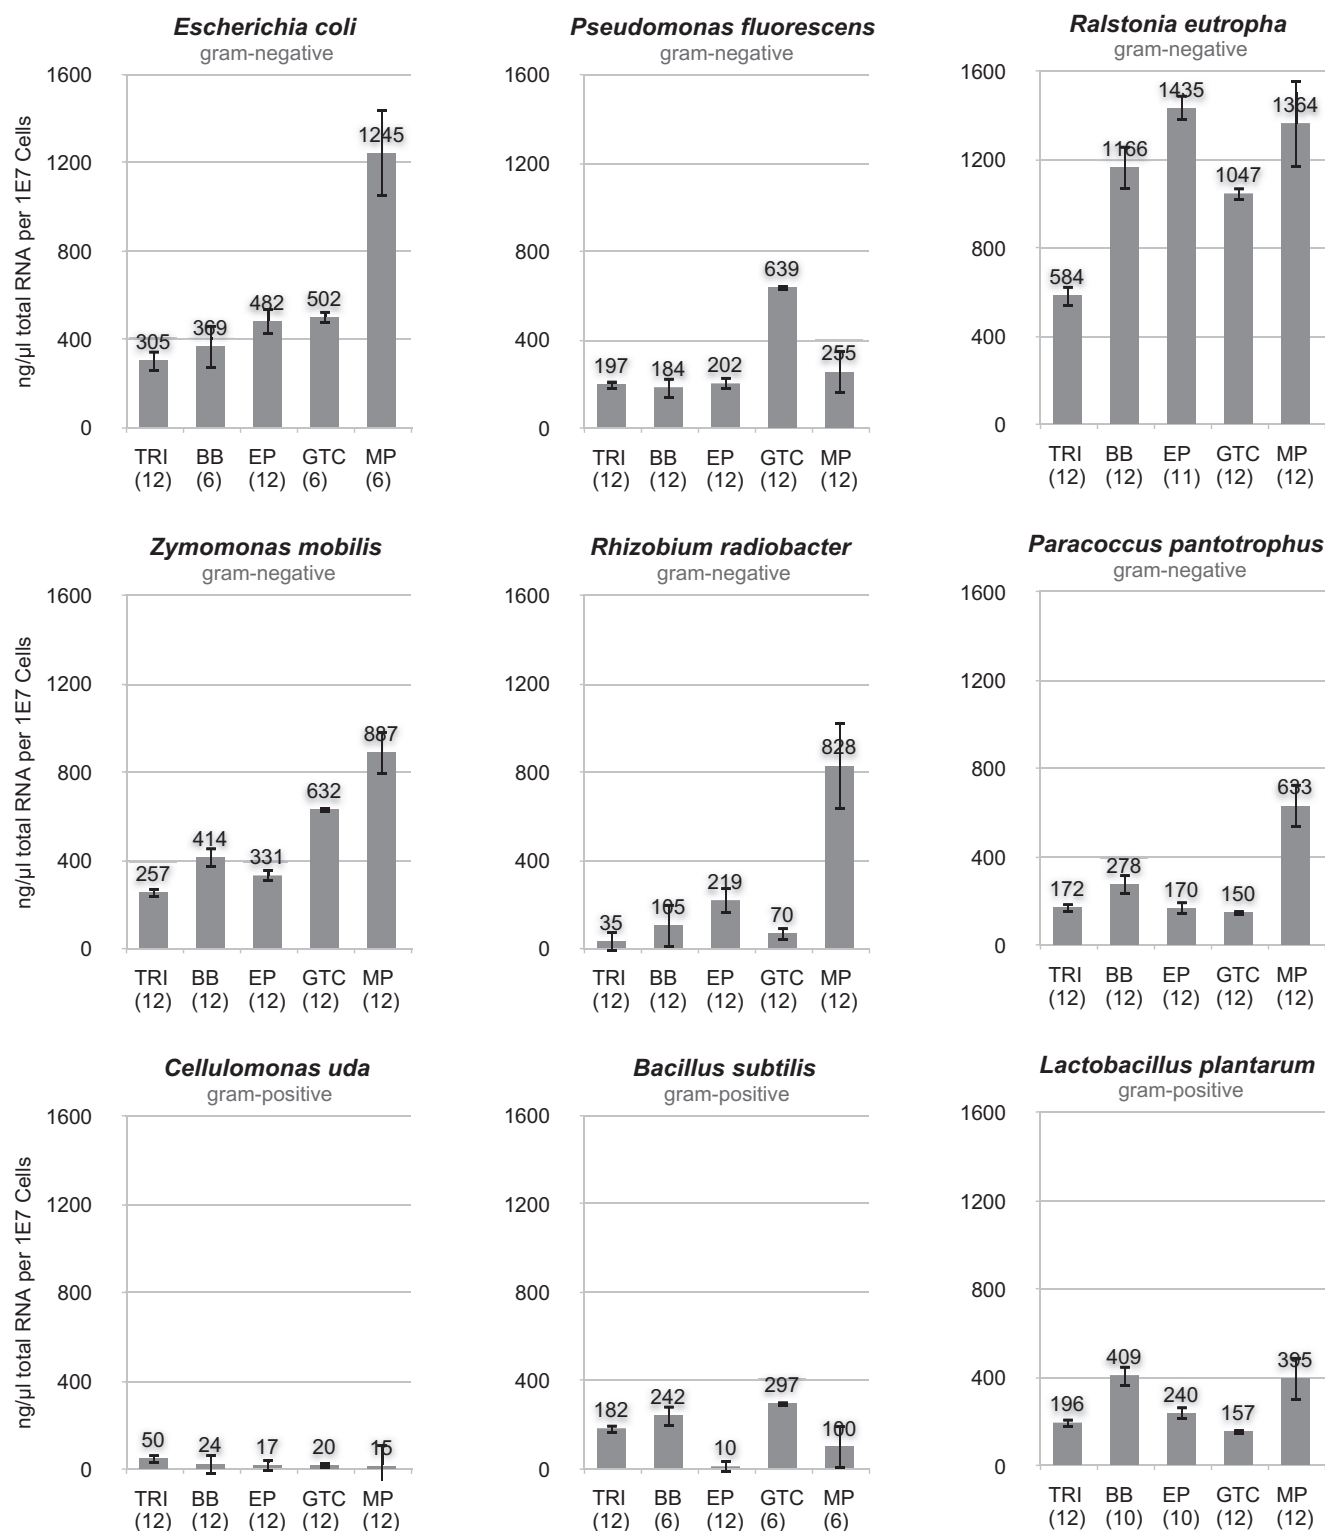 Escherichia coli
gram-negative
ng/µl total RNA per 1E7 Cells
1600
1200
800
400
0
305
369
482
502
1245
TRI BB EP GTC MP
(12) (6) (12) (6) (6)
Pseudomonas fluorescens
gram-negative
1600
1200
800
400
0
197
184
202
639
255
TRI BB EP GTC MP
(12) (12) (12) (12) (12)
Ralstonia eutropha
gram-negative
1600
1200
800
400
0
584
1166
1435
1047
1364
TRI BB EP GTC MP
(12) (12) (11) (12) (12)
Zymomonas mobilis
gram-negative
ng/µl total RNA per 1E7 Cells
1600
1200
800
400
0
257
414
331
632
887
TRI BB EP GTC MP
(12) (12) (12) (12) (12)
Rhizobium radiobacter
gram-negative
1600
1200
800
400
0
35
105
219
70
828
TRI BB EP GTC MP
(12) (12) (12) (12) (12)
Paracoccus pantotrophus
gram-negative
1600
1200
800
400
0
172
278
170
150
633
TRI BB EP GTC MP
(12) (12) (12) (12) (12)
Cellulomonas uda
gram-positive
ng/µl total RNA per 1E7 Cells
1600
1200
800
400
0
50
24
17
20
15
TRI BB EP GTC MP
(12) (12) (12) (12) (12)
Bacillus subtilis
gram-positive
1600
1200
800
400
0
182
242
10
297
100
TRI BB EP GTC MP
(12) (6) (12) (6) (6)
Lactobacillus plantarum
gram-positive
1600
1200
800
400
0
196
409
240
157
395
TRI BB EP GTC MP
(12) (10) (10) (12) (12)